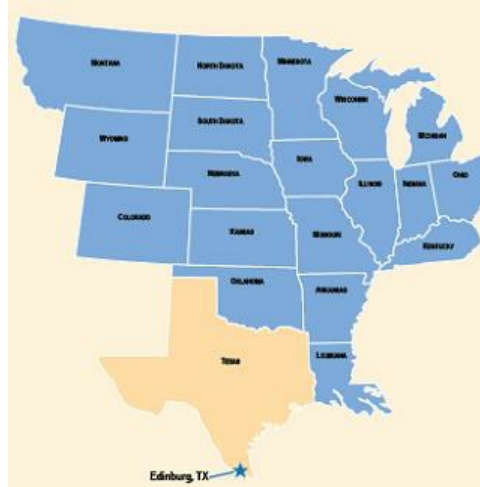 MONTANA
NORTH DAKOTA
MINNESOTA
WISCONSIN
MICHIGAN
SOUTH DAKOTA
WYOMING
IOWA
NEBRASKA
ILLINOIS
INDIANA
OHIO
COLORADO
KANSAS
MISSOURI
KENTUCKY
OKLAHOMA
ARKANSAS
TEXAS
LOUISIANA
Edinburg, TX